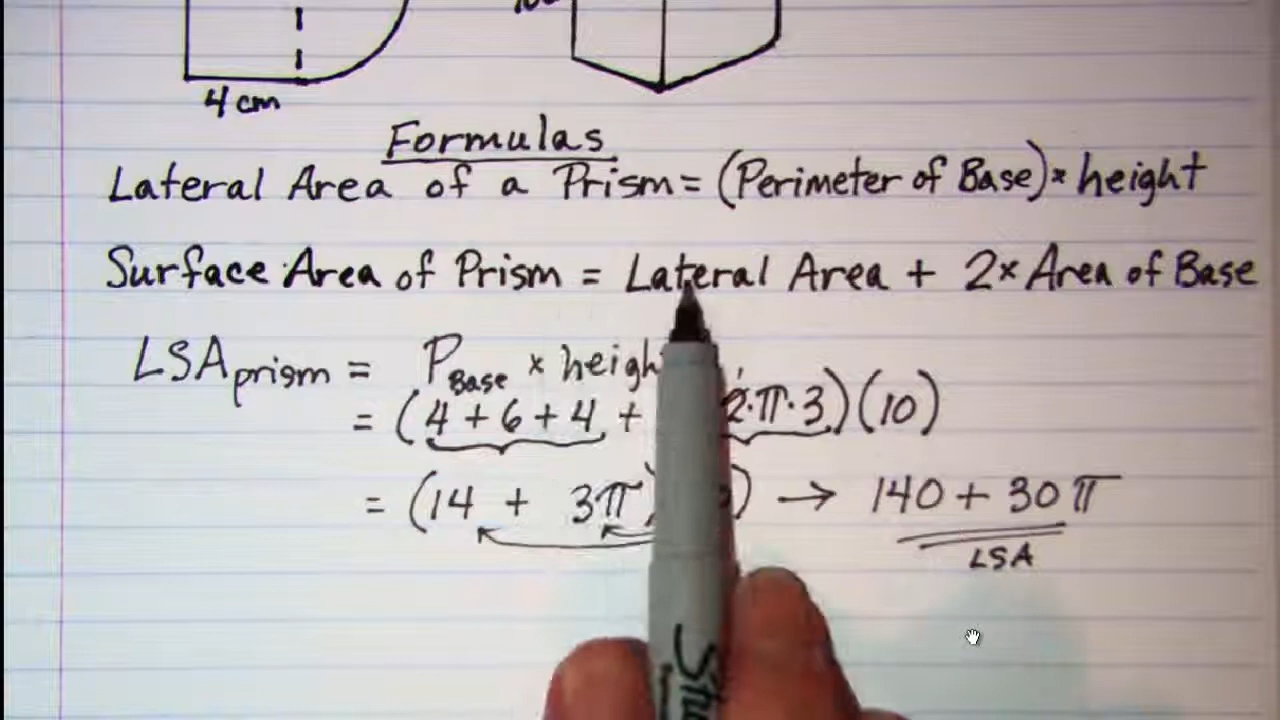 4 cm
Formulas
Lateral Area of a Prism = (Perimeter of Base) × height
Surface Area of Prism = Lateral Area + 2 × Area of Base
LSA prism = P Base × heigh
= (4 + 6 + 4 + 2·π·3)(10)
= (14 + 3π) → 140 + 30π
LSA